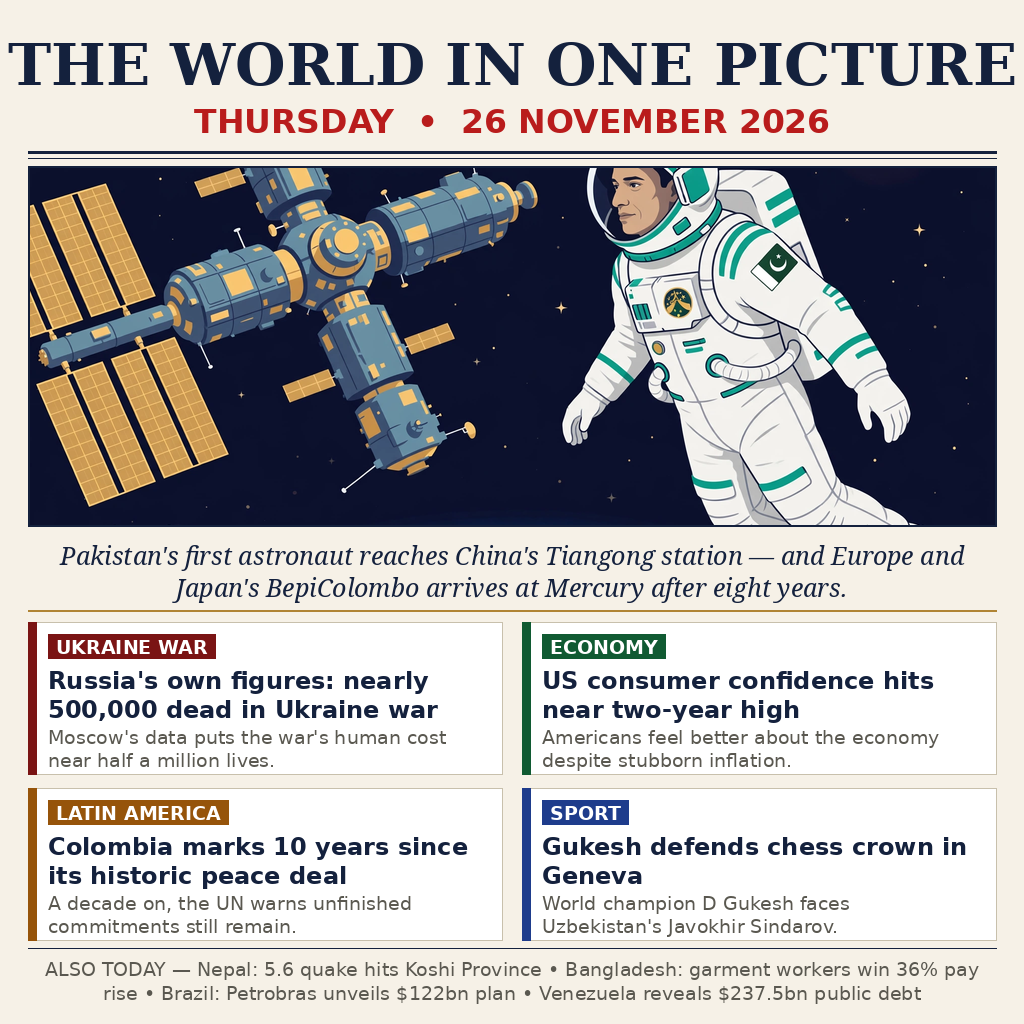 THE WORLD IN ONE PICTURE
THURSDAY • 26 NOVEMBER 2026
Pakistan's first astronaut reaches China's Tiangong station — and Europe and
Japan's BepiColombo arrives at Mercury after eight years.
UKRAINE WAR
Russia's own figures: nearly
500,000 dead in Ukraine war
Moscow's data puts the war's human cost
near half a million lives.
ECONOMY
US consumer confidence hits
near two-year high
Americans feel better about the economy
despite stubborn inflation.
LATIN AMERICA
Colombia marks 10 years since
its historic peace deal
A decade on, the UN warns unfinished
commitments still remain.
SPORT
Gukesh defends chess crown in
Geneva
World champion D Gukesh faces
Uzbekistan's Javokhir Sindarov.
ALSO TODAY — Nepal: 5.6 quake hits Koshi Province • Bangladesh: garment workers win 36% pay
rise • Brazil: Petrobras unveils $122bn plan • Venezuela reveals $237.5bn public debt